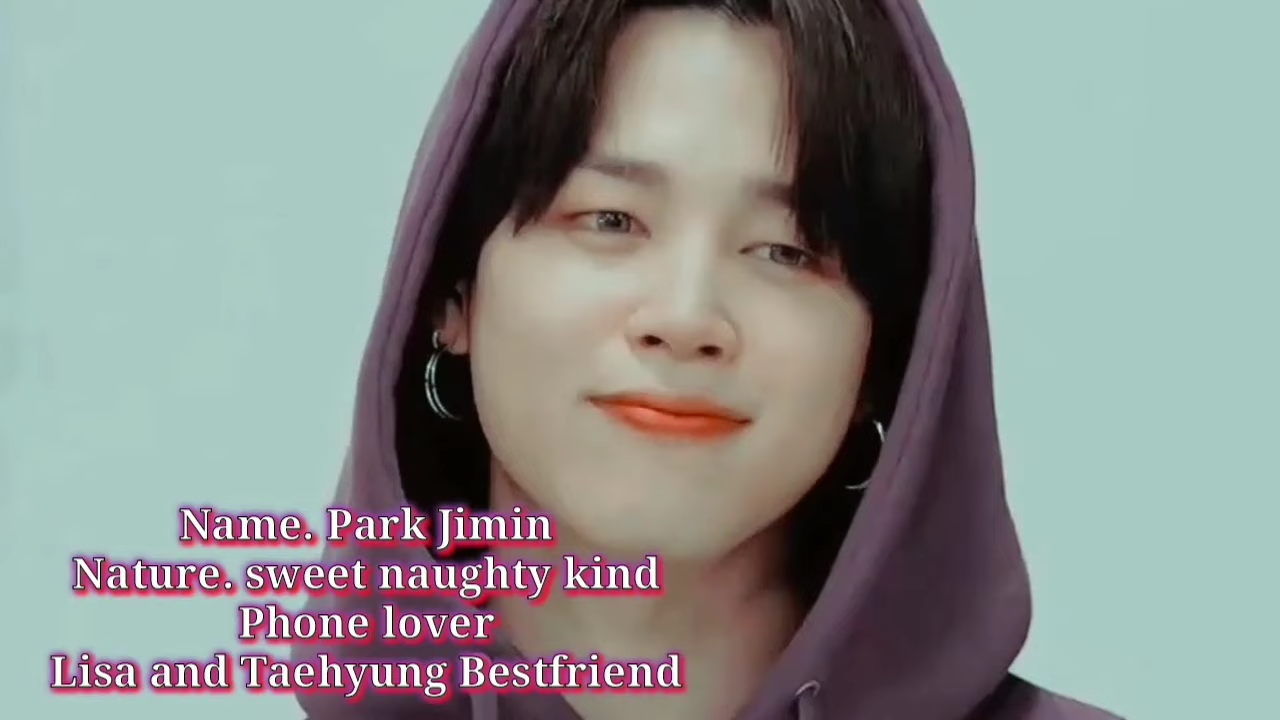 Name. Park Jimin
Nature. sweet naughty kind
Phone lover
Lisa and Taehyung Bestfriend